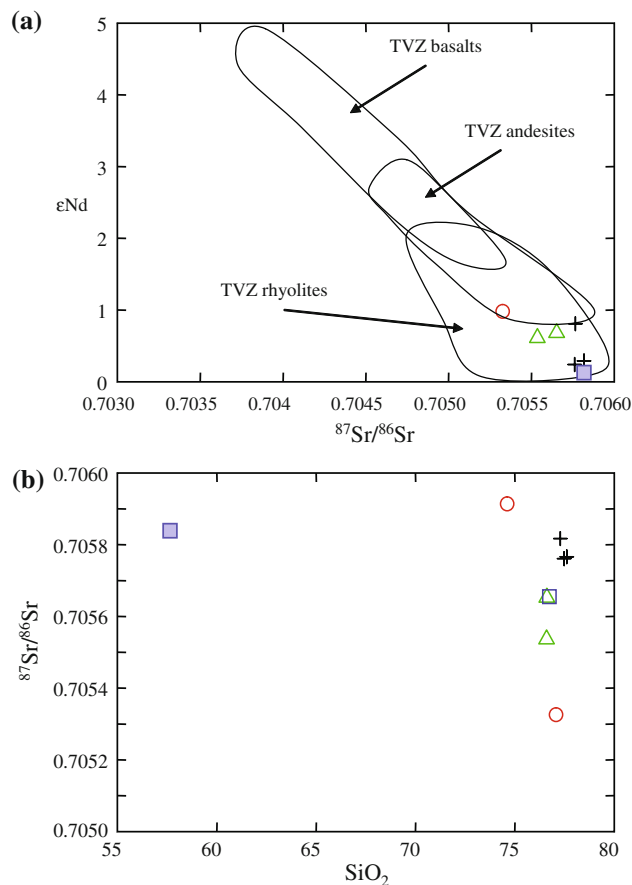 (a)
5
4
3
2
1
0
εNd
TVZ basalts
TVZ andesites
TVZ rhyolites
0.7030 0.7035 0.704 0.7045 0.705 0.7055 0.7060
⁸⁷Sr/⁸⁶Sr
(b)
0.7060
0.7058
0.7056
0.7054
0.7052
0.7050
⁸⁷Sr/⁸⁶Sr
55 60 65 70 75 80
SiO₂